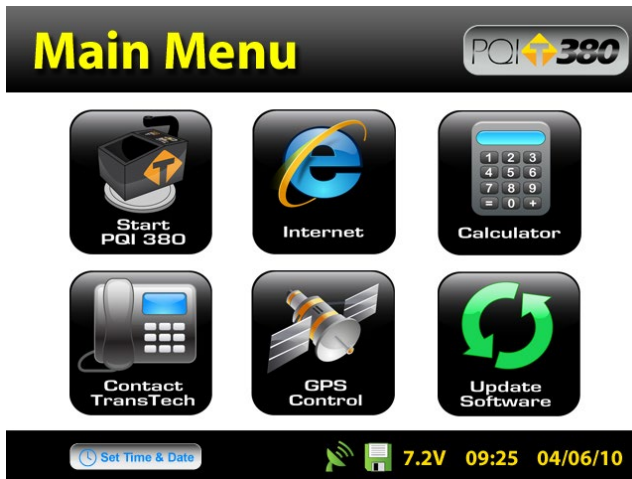 Main Menu
PQI T 380
Start
PQI 380
Internet
1 2 3
4 5 6
7 8 9
= 0 +
Calculator
Contact
TransTech
GPS
Control
Update
Software
Set Time & Date
7.2V 09:25 04/06/10